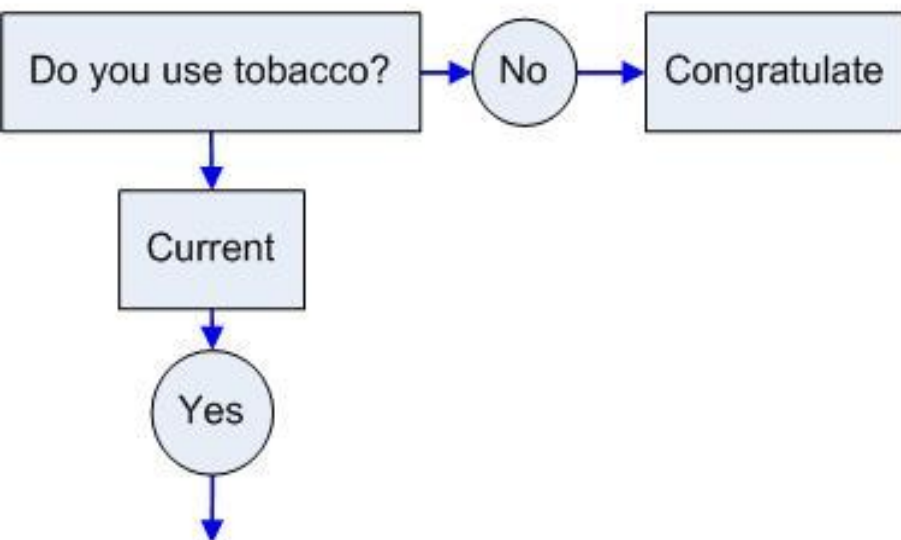 Do you use tobacco?
No
Congratulate
Current
Yes